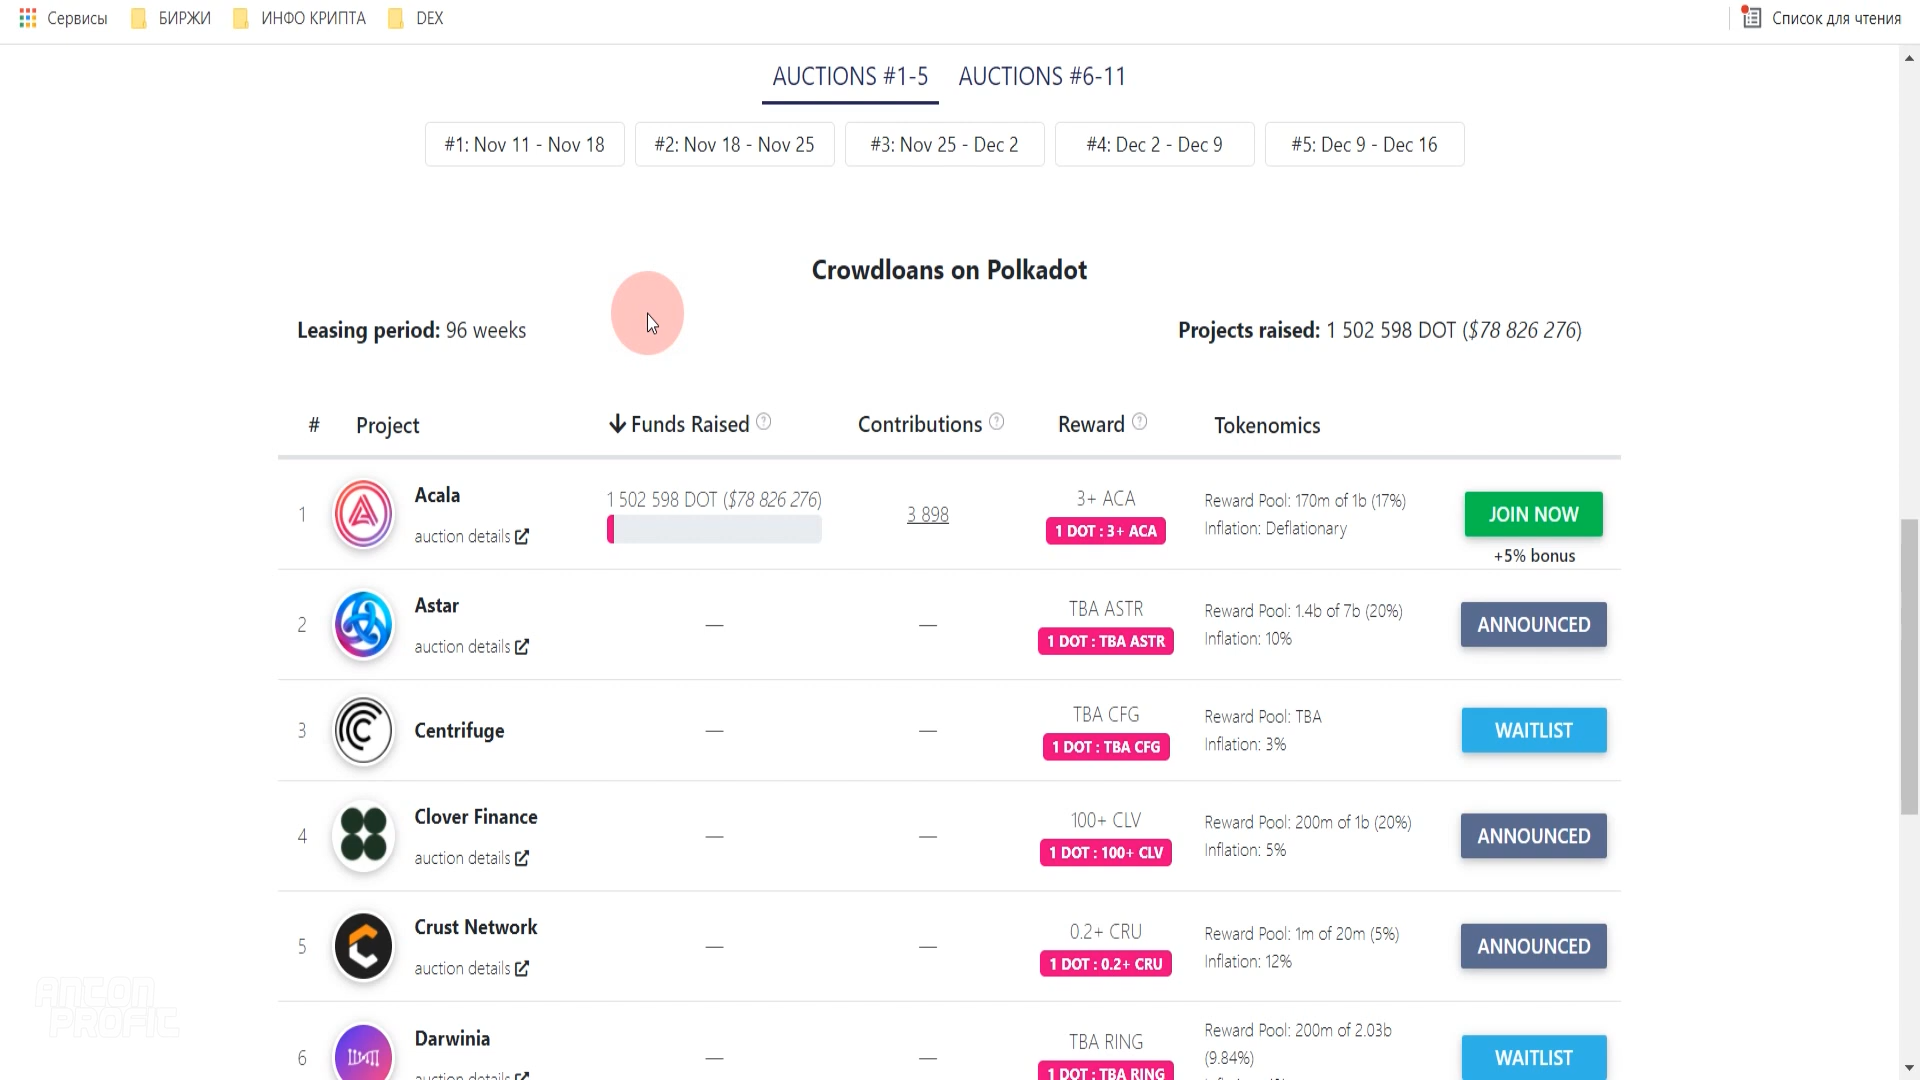 Сервисы БИРЖИ ИНФО КРИПТА DEX Список для чтения
AUCTIONS #1-5 AUCTIONS #6-11
#1: Nov 11 - Nov 18 #2: Nov 18 - Nov 25 #3: Nov 25 - Dec 2 #4: Dec 2 - Dec 9 #5: Dec 9 - Dec 16
Crowdloans on Polkadot
Leasing period: 96 weeks Projects raised: 1 502 598 DOT ($78 826 276)
# Project Funds Raised ? Contributions ? Reward ? Tokenomics
1 Acala 1 502 598 DOT ($78 826 276) 3 898 3+ ACA Reward Pool: 170m of 1b (17%) JOIN NOW
auction details 1 DOT : 3+ ACA Inflation: Deflationary +5% bonus
2 Astar — — TBA ASTR Reward Pool: 1.4b of 7b (20%) ANNOUNCED
auction details 1 DOT : TBA ASTR Inflation: 10%
3 Centrifuge — — TBA CFG Reward Pool: TBA WAITLIST
1 DOT : TBA CFG Inflation: 3%
4 Clover Finance — — 100+ CLV Reward Pool: 200m of 1b (20%) ANNOUNCED
auction details 1 DOT : 100+ CLV Inflation: 5%
5 Crust Network — — 0.2+ CRU Reward Pool: 1m of 20m (5%) ANNOUNCED
auction details 1 DOT : 0.2+ CRU Inflation: 12%
6 Darwinia — — TBA RING Reward Pool: 200m of 2.03b WAITLIST
(9.84%)
auction details 1 DOT : TBA RING
ANTON
PROFIT